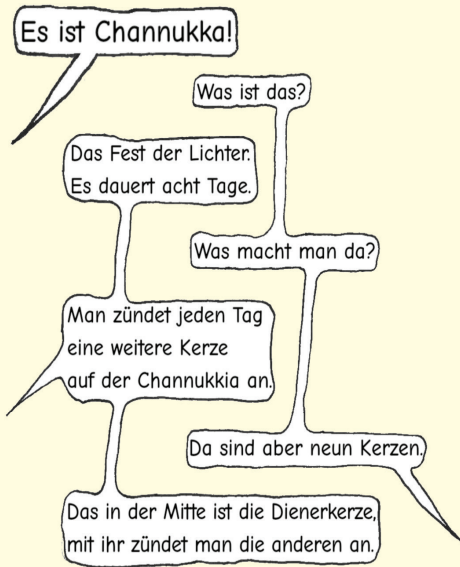 Es ist Channukka!
Was ist das?
Das Fest der Lichter.
Es dauert acht Tage.
Was macht man da?
Man zündet jeden Tag
eine weitere Kerze
auf der Channukkia an.
Da sind aber neun Kerzen.
Das in der Mitte ist die Dienerkerze,
mit ihr zündet man die anderen an.